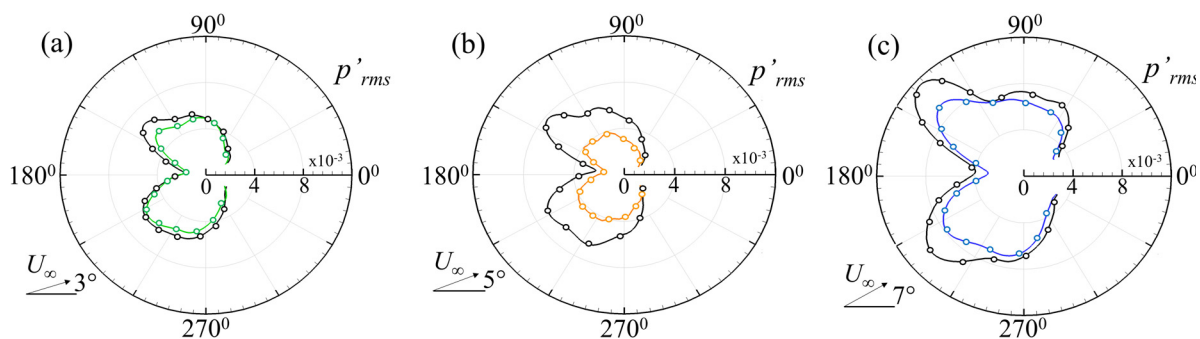 (a)
90⁰
p'rms
180⁰
x10⁻³
0 4 8
0⁰
U∞ 3°
270⁰
(b)
90⁰
p'rms
180⁰
x10⁻³
0 4 8
0⁰
U∞ 5°
270⁰
(c)
90⁰
p'rms
180⁰
x10⁻³
0 4 8
0⁰
U∞ 7°
270⁰